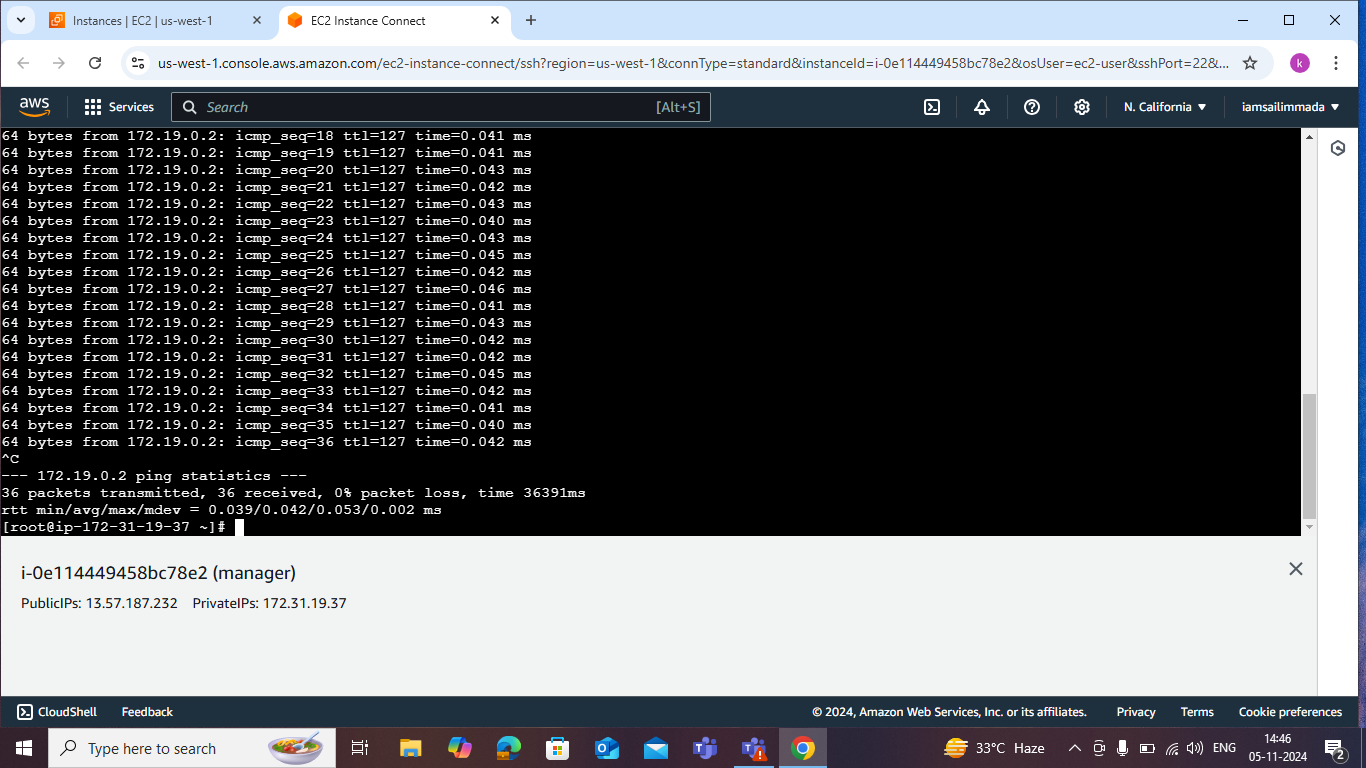 Instances | EC2 | us-west-1
EC2 Instance Connect
us-west-1.console.aws.amazon.com/ec2-instance-connect/ssh?region=us-west-1&connType=standard&instanceId=i-0e114449458bc78e2&osUser=ec2-user&sshPort=22&...
k
aws
Services
Search
[Alt+S]
N. California
iamsailimmada
64 bytes from 172.19.0.2: icmp_seq=18 ttl=127 time=0.041 ms
64 bytes from 172.19.0.2: icmp_seq=19 ttl=127 time=0.041 ms
64 bytes from 172.19.0.2: icmp_seq=20 ttl=127 time=0.043 ms
64 bytes from 172.19.0.2: icmp_seq=21 ttl=127 time=0.042 ms
64 bytes from 172.19.0.2: icmp_seq=22 ttl=127 time=0.043 ms
64 bytes from 172.19.0.2: icmp_seq=23 ttl=127 time=0.040 ms
64 bytes from 172.19.0.2: icmp_seq=24 ttl=127 time=0.043 ms
64 bytes from 172.19.0.2: icmp_seq=25 ttl=127 time=0.045 ms
64 bytes from 172.19.0.2: icmp_seq=26 ttl=127 time=0.042 ms
64 bytes from 172.19.0.2: icmp_seq=27 ttl=127 time=0.046 ms
64 bytes from 172.19.0.2: icmp_seq=28 ttl=127 time=0.041 ms
64 bytes from 172.19.0.2: icmp_seq=29 ttl=127 time=0.043 ms
64 bytes from 172.19.0.2: icmp_seq=30 ttl=127 time=0.042 ms
64 bytes from 172.19.0.2: icmp_seq=31 ttl=127 time=0.042 ms
64 bytes from 172.19.0.2: icmp_seq=32 ttl=127 time=0.045 ms
64 bytes from 172.19.0.2: icmp_seq=33 ttl=127 time=0.042 ms
64 bytes from 172.19.0.2: icmp_seq=34 ttl=127 time=0.041 ms
64 bytes from 172.19.0.2: icmp_seq=35 ttl=127 time=0.040 ms
64 bytes from 172.19.0.2: icmp_seq=36 ttl=127 time=0.042 ms
^C
--- 172.19.0.2 ping statistics ---
36 packets transmitted, 36 received, 0% packet loss, time 36391ms
rtt min/avg/max/mdev = 0.039/0.042/0.053/0.002 ms
[root@ip-172-31-19-37 ~]#
i-0e114449458bc78e2 (manager)
PublicIPs: 13.57.187.232 PrivateIPs: 172.31.19.37
CloudShell
Feedback
© 2024, Amazon Web Services, Inc. or its affiliates.
Privacy
Terms
Cookie preferences
Type here to search
33°C Haze
ENG
14:46
05-11-2024
2